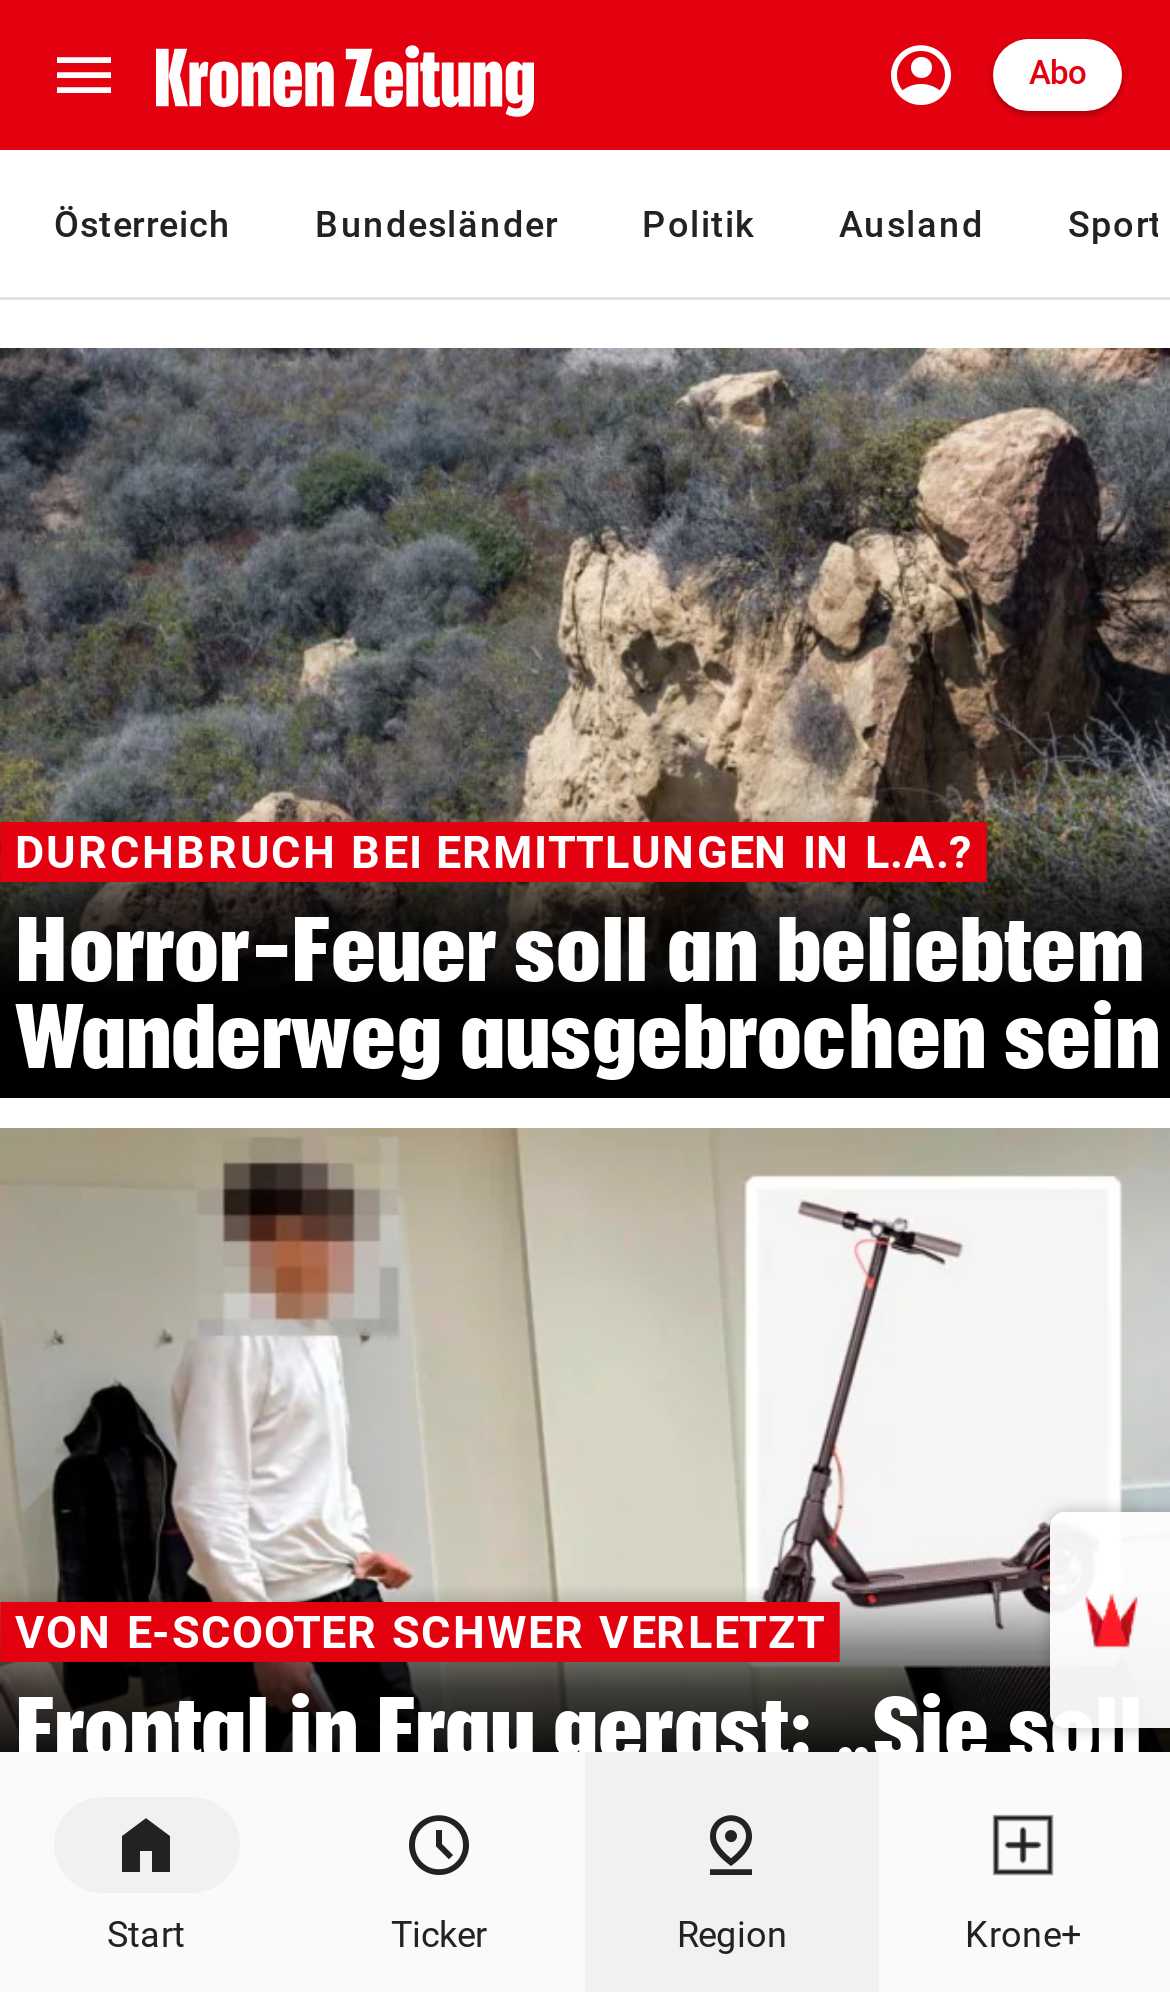 Kronen Zeitung
Abo
Österreich Bundesländer Politik Ausland Sport
DURCHBRUCH BEI ERMITTLUNGEN IN L.A.?
Horror-Feuer soll an beliebtem
Wanderweg ausgebrochen sein
VON E-SCOOTER SCHWER VERLETZT
Frontal in Frau gerast: „Sie soll
Start Ticker Region Krone+